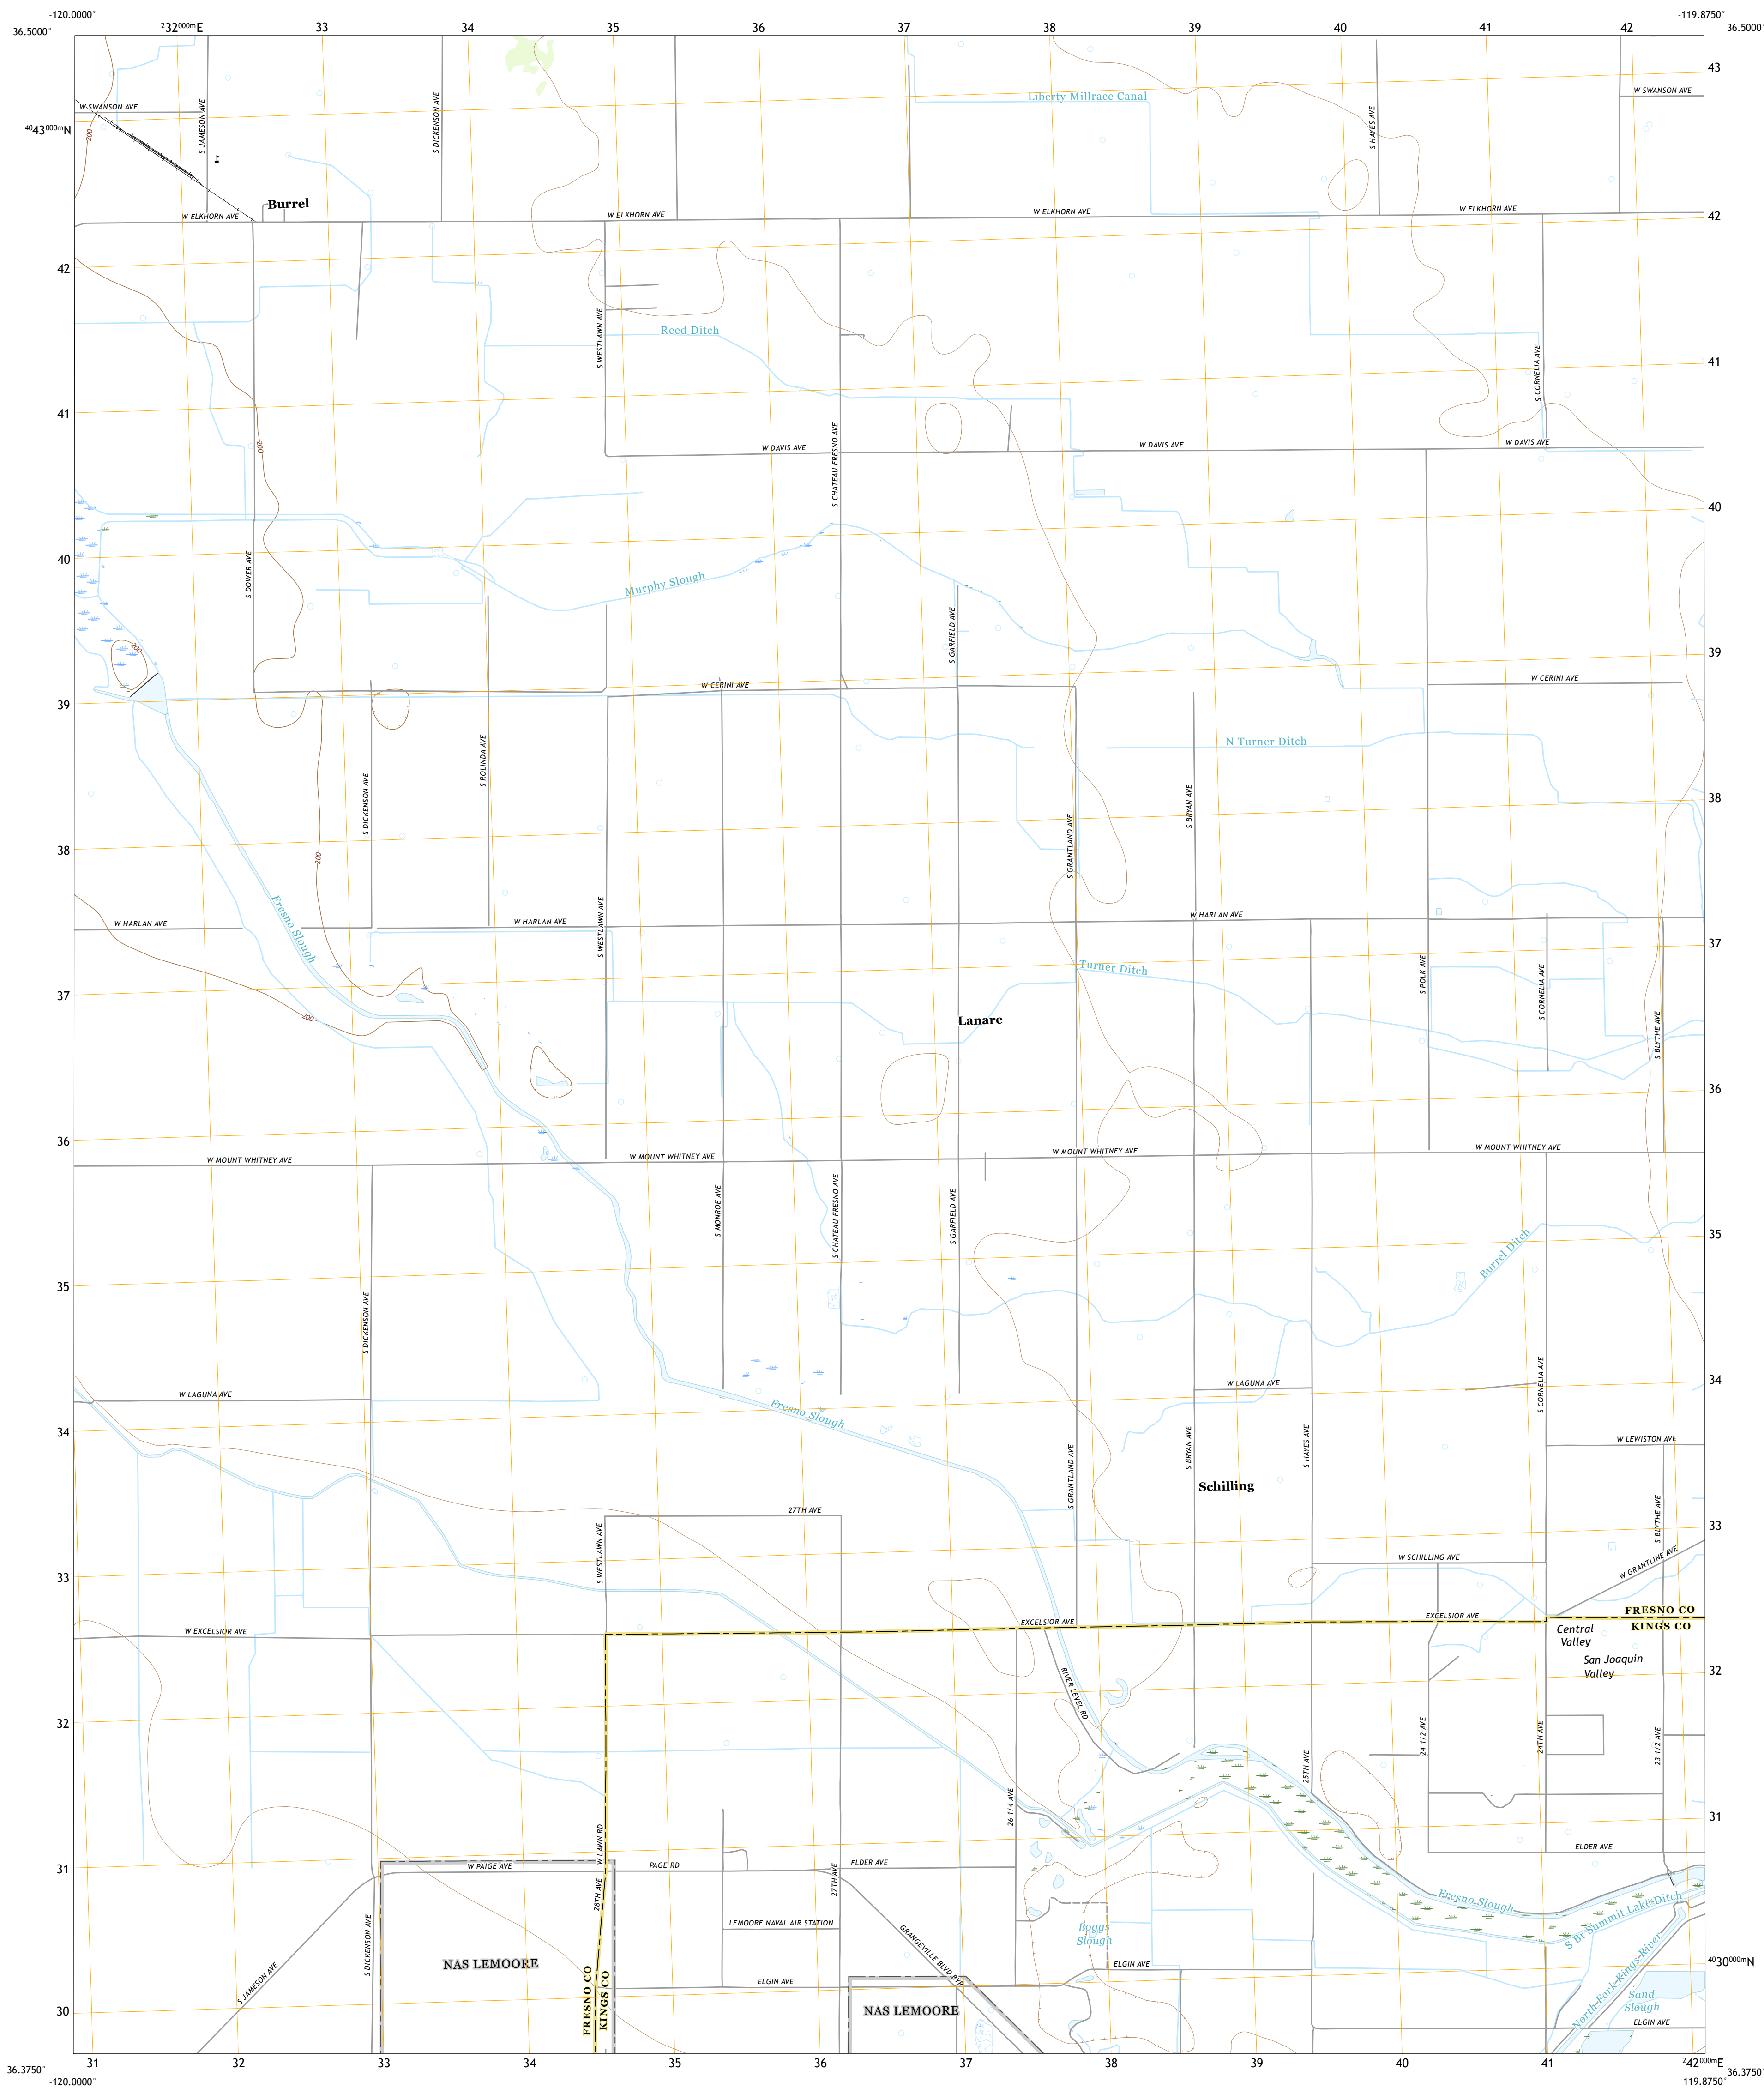 -120.0000°
-119.8750°
36.5000°
²32⁰⁰⁰ᵐE
33
34
35
36
37
38
39
40
41
42
36.5000°
43
W SWANSON AVE
Liberty Millrace Canal
W SWANSON AVE
⁴⁰43⁰⁰⁰ᵐN
200
S JAMESON AVE
S DICKENSON AVE
S HAYES AVE
Burrel
W ELKHORN AVE
W ELKHORN AVE
W ELKHORN AVE
W ELKHORN AVE
42
42
S WESTLAWN AVE
Reed Ditch
S CORNELIA AVE
41
41
200
W DAVIS AVE
S CHATEAU FRESNO AVE
W DAVIS AVE
W DAVIS AVE
40
40
S DOWER AVE
Murphy Slough
S GARFIELD AVE
200
39
W CERINI AVE
W CERINI AVE
39
N Turner Ditch
S ROLINDA AVE
S DICKENSON AVE
S BRYAN AVE
38
S GRANTLAND AVE
38
200
Fresno Slough
W HARLAN AVE
W HARLAN AVE
S WESTLAWN AVE
W HARLAN AVE
37
Turner Ditch
S POLK AVE
S CORNELIA AVE
37
200
Lanare
S BLYTHE AVE
36
36
W MOUNT WHITNEY AVE
W MOUNT WHITNEY AVE
W MOUNT WHITNEY AVE
W MOUNT WHITNEY AVE
S MONROE AVE
S CHATEAU FRESNO AVE
S GARFIELD AVE
35
Burrel Ditch
35
S DICKENSON AVE
W LAGUNA AVE
W LAGUNA AVE
S CORNELIA AVE
34
34
Fresno Slough
S GRANTLAND AVE
S BRYAN AVE
S HAYES AVE
W LEWISTON AVE
Schilling
27TH AVE
S BLYTHE AVE
33
S WESTLAWN AVE
W SCHILLING AVE
W GRANTLINE AVE
33
W EXCELSIOR AVE
EXCELSIOR AVE
EXCELSIOR AVE
FRESNO CO
KINGS CO
Central
Valley
San Joaquin
Valley
32
RIVER LEVEL RD
32
24 1/2 AVE
24TH AVE
23 1/2 AVE
25TH AVE
26 1/4 AVE
31
W LAWN RD
ELDER AVE
31
W PAIGE AVE
PAGE RD
ELDER AVE
28TH AVE
27TH AVE
Fresno Slough
S Br Summit Lake Ditch
LEMOORE NAVAL AIR STATION
Boggs
Slough
S DICKENSON AVE
GRANGEVILLE BLVD BYP
NAS LEMOORE
ELGIN AVE
⁴⁰30⁰⁰⁰ᵐN
S JAMESON AVE
FRESNO CO
KINGS CO
ELGIN AVE
North Fork Kings River
Sand
Slough
30
NAS LEMOORE
ELGIN AVE
36.3750°
31
32
33
34
35
36
37
38
39
40
41
²42⁰⁰⁰ᵐE
36.3750°
-120.0000°
-119.8750°